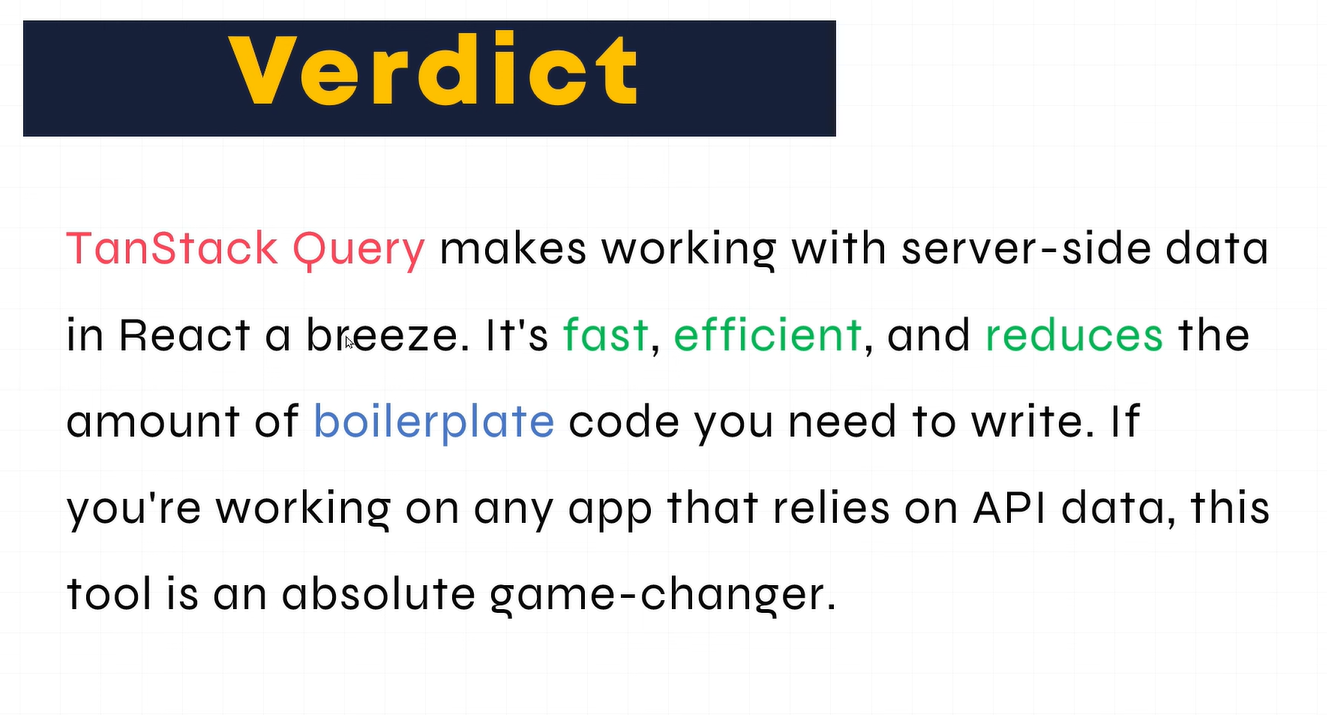 Verdict
TanStack Query makes working with server-side data
in React a breeze. It's fast, efficient, and reduces the
amount of boilerplate code you need to write. If
you're working on any app that relies on API data, this
tool is an absolute game-changer.